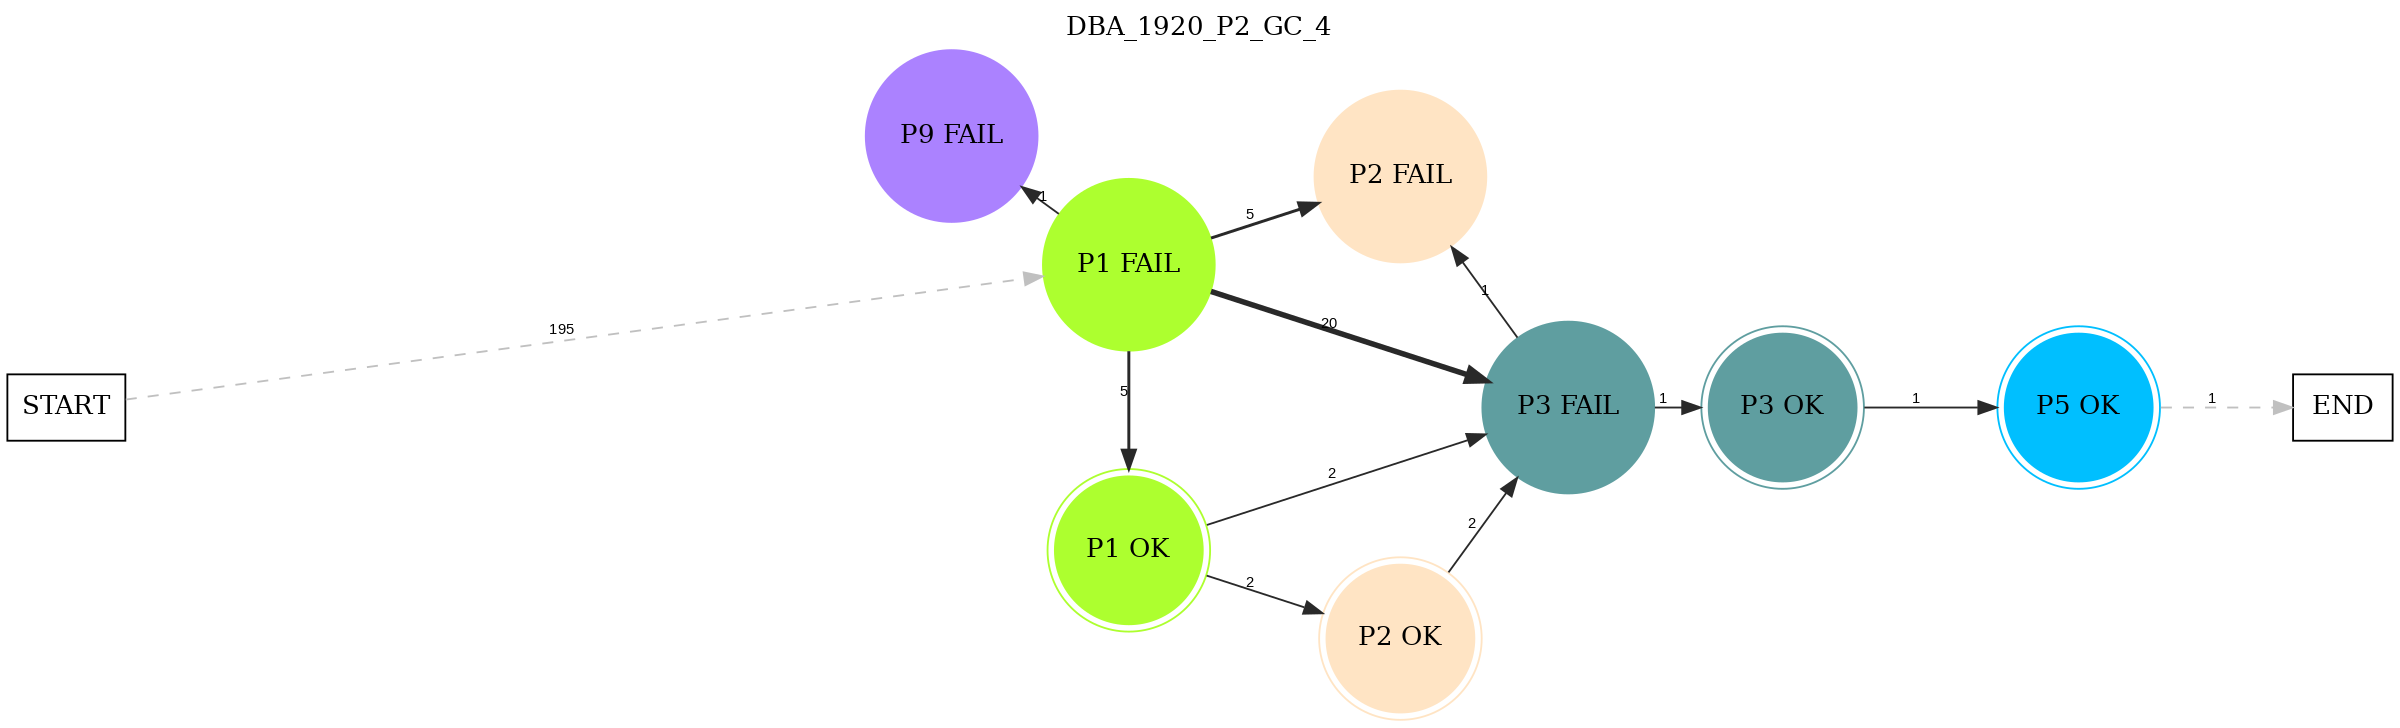 DBA_1920_P2_GC_4
P9 FAIL
P2 FAIL
1
5
P1 FAIL
1
195
20
5
START
P3 FAIL
1
P3 OK
1
P5 OK
1
END
2
2
P1 OK
2
P2 OK